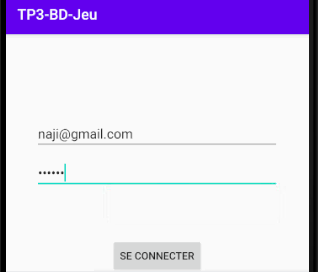 TP3-BD-Jeu
naji@gmail.com
••••••
SE CONNECTER